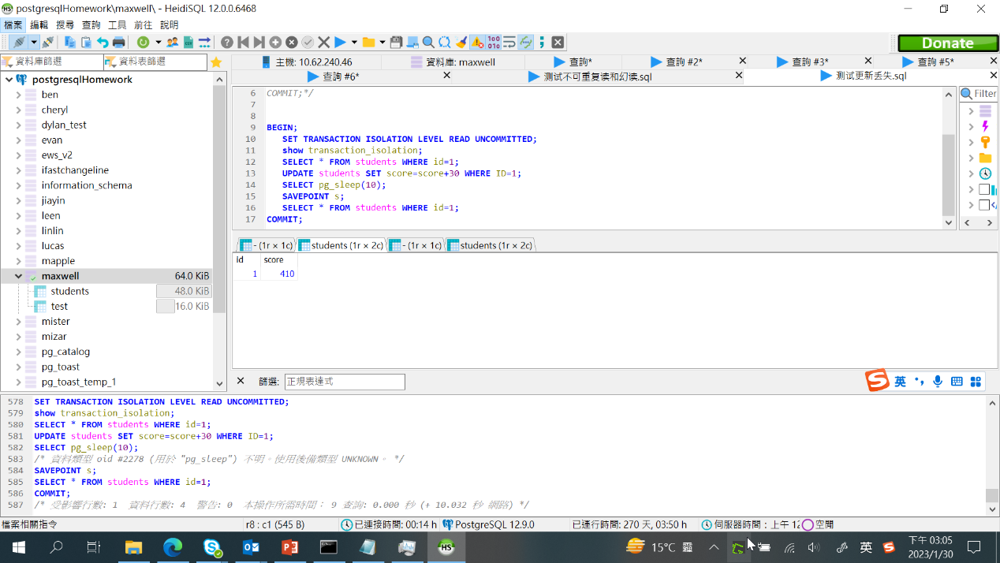 postgresqlHomework\maxwell\ - HeidiSQL 12.0.0.6468
檔案 編輯 搜尋 查詢 工具 前往 說明
Donate
資料庫篩選 資料表篩選
主機: 10.62.240.46 資料庫: maxwell 查詢* 查詢 #2* 查詢 #3* 查詢 #5*
查詢 #6* 测试不可重复读和幻读.sql 测试更新丢失.sql
postgresqlHomework
ben
cheryl
dylan_test
evan
ews_v2
ifastchangeline
information_schema
jiayin
leen
linlin
lucas
mapple
maxwell 64.0 KiB
students 48.0 KiB
test 16.0 KiB
mister
mizar
pg_catalog
pg_toast
pg_toast_temp_1
6 COMMIT;*/
7
8
9 BEGIN;
10 SET TRANSACTION ISOLATION LEVEL READ UNCOMMITTED;
11 show transaction_isolation;
12 SELECT * FROM students WHERE id=1;
13 UPDATE students SET score=score+30 WHERE ID=1;
14 SELECT pg_sleep(10);
15 SAVEPOINT s;
16 SELECT * FROM students WHERE id=1;
17 COMMIT;
Filter
- (1r × 1c) students (1r × 2c) - (1r × 1c) students (1r × 2c)
id score
1 410
篩選: 正規表達式
英
578 SET TRANSACTION ISOLATION LEVEL READ UNCOMMITTED;
579 show transaction_isolation;
580 SELECT * FROM students WHERE id=1;
581 UPDATE students SET score=score+30 WHERE ID=1;
582 SELECT pg_sleep(10);
583 /* 資料類型 oid #2278 (用於 "pg_sleep") 不明。使用後備類型 UNKNOWN。 */
584 SAVEPOINT s;
585 SELECT * FROM students WHERE id=1;
586 COMMIT;
587 /* 受影響行數: 1 資料行數: 4 警告: 0 本操作所需時間： 9 查詢: 0.000 秒 (+ 10.032 秒 網路) */
檔案相關指令 r8 : c1 (545 B) 已連接時間: 00:14 h PostgreSQL 12.9.0 已運行時間: 270 天, 03:50 h 伺服器時間：上午 12 空閒
15°C 霾 英 下午 03:05
2023/1/30